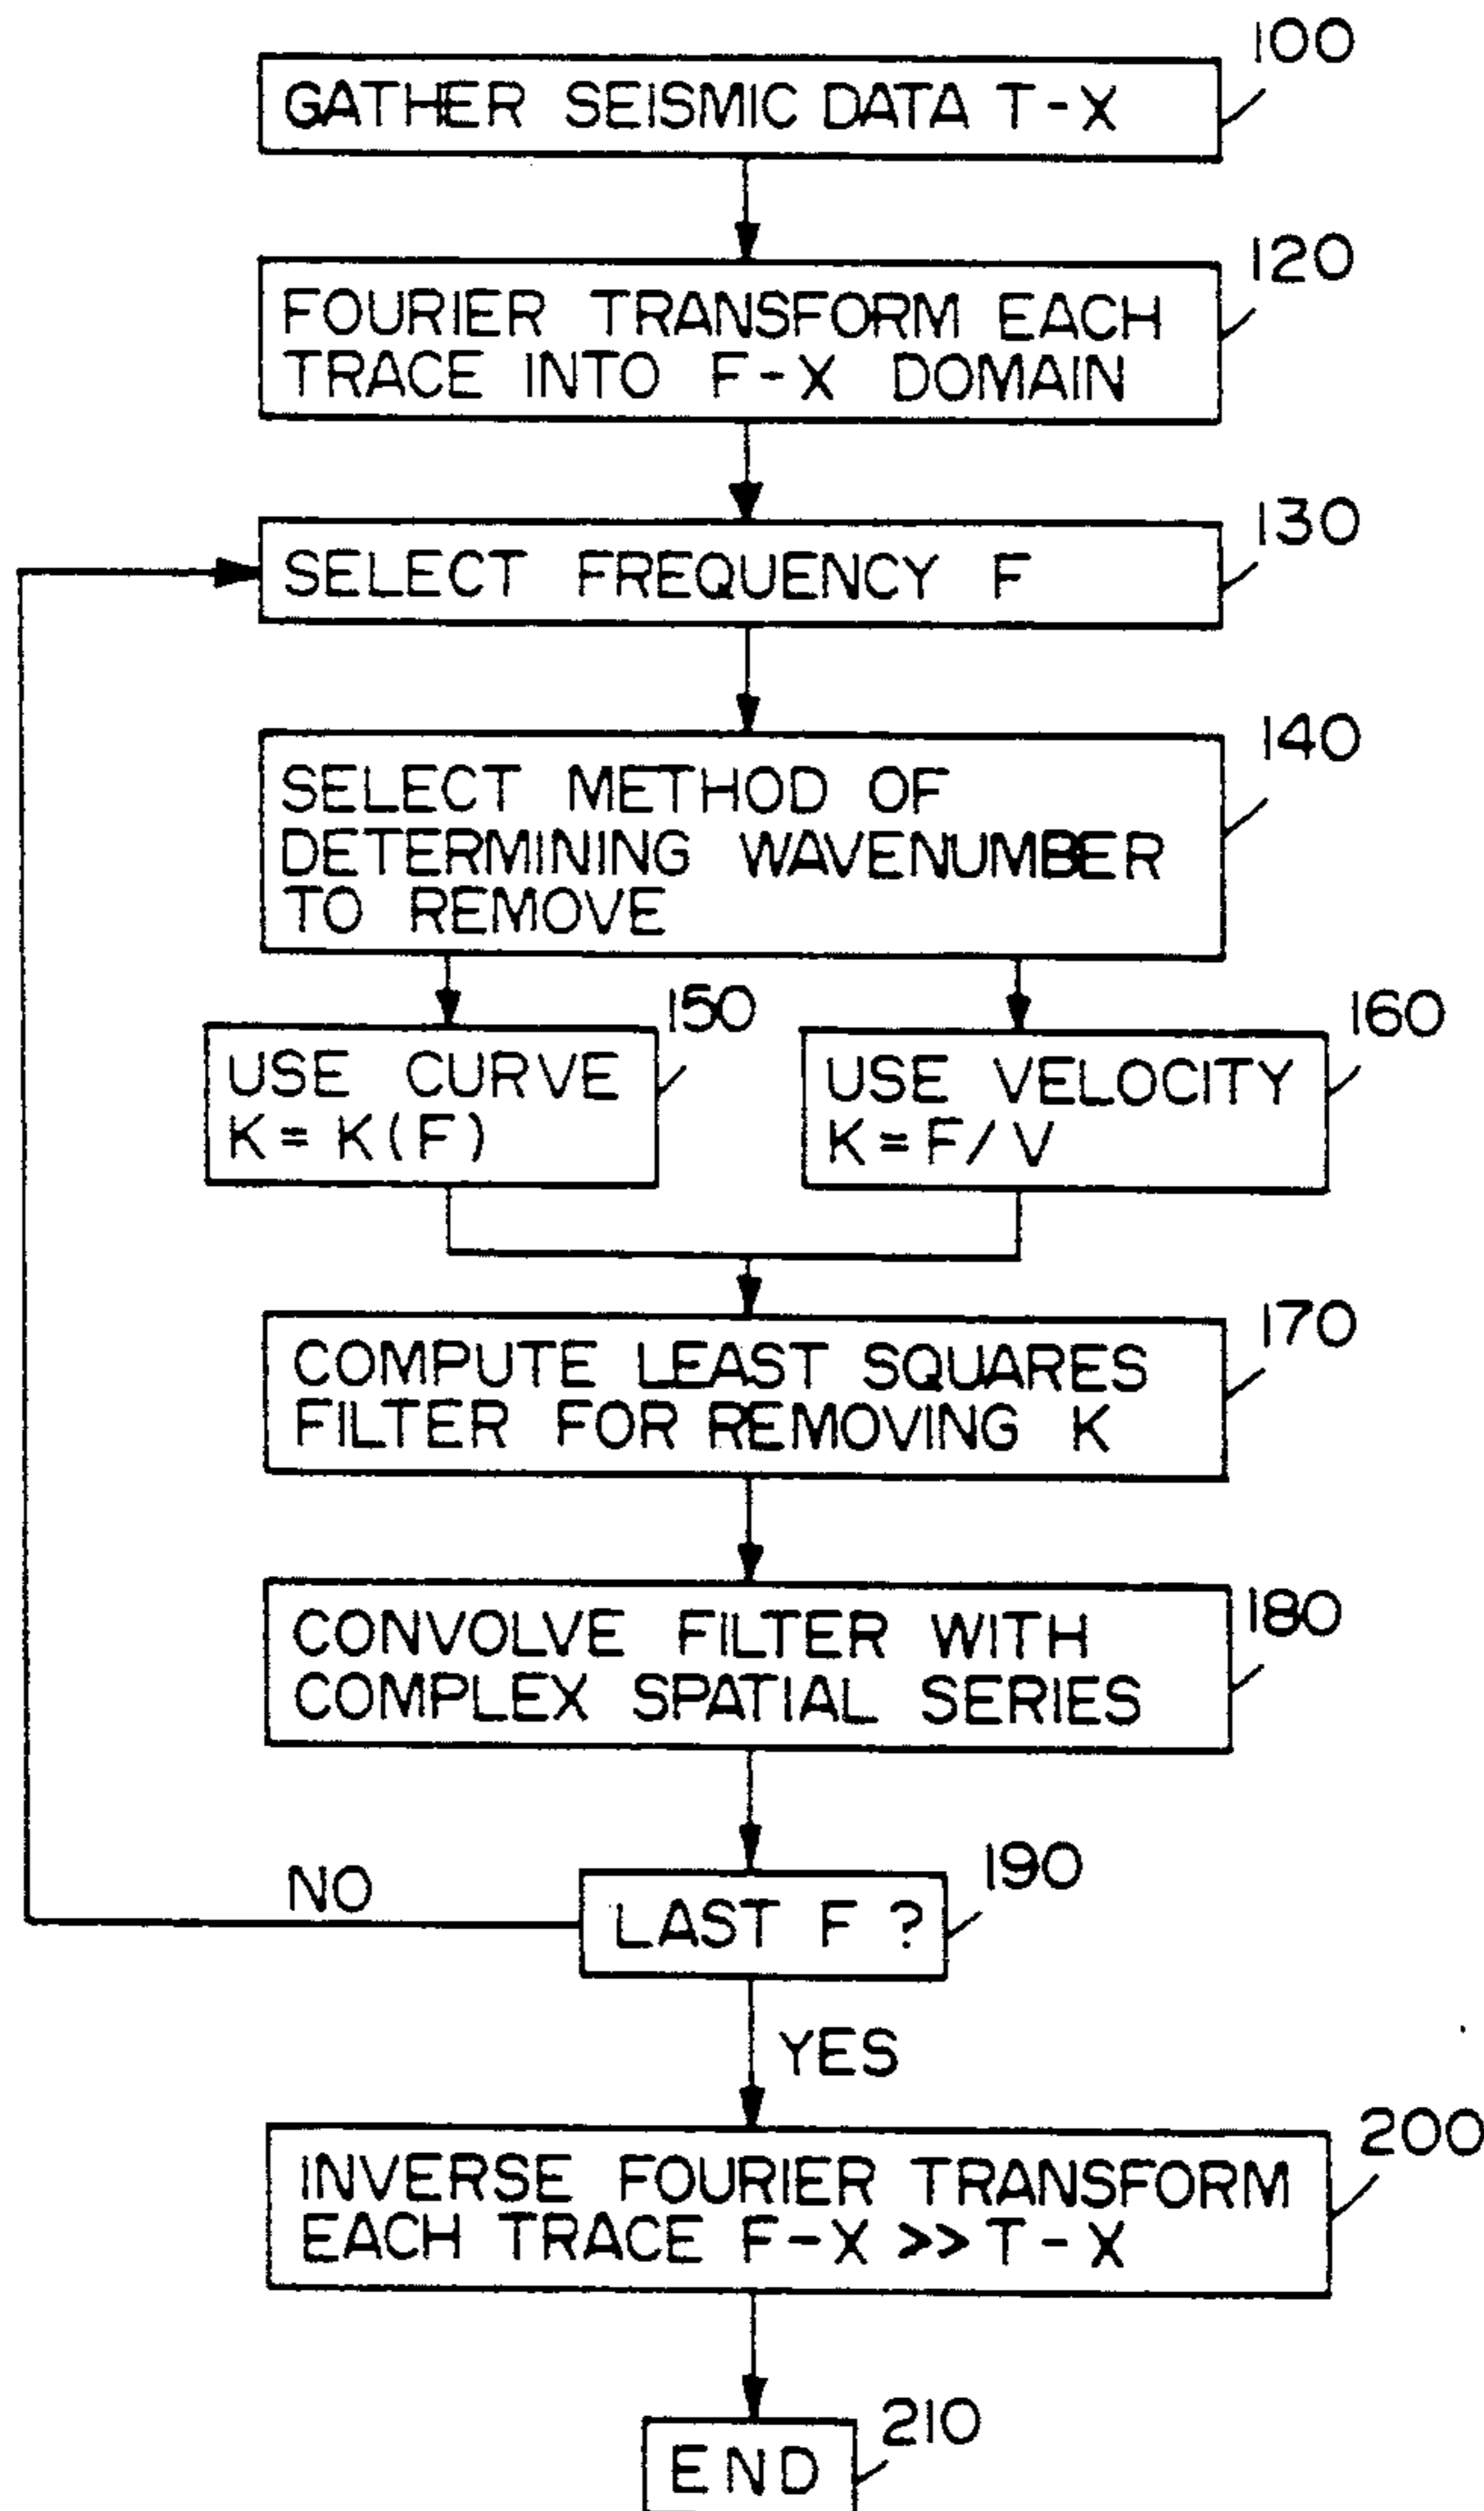 100
GATHER SEISMIC DATA T-X
120
FOURIER TRANSFORM EACH
TRACE INTO F-X DOMAIN
130
SELECT FREQUENCY F
140
SELECT METHOD OF
DETERMINING WAVENUMBER
TO REMOVE
150
USE CURVE
K=K(F)
160
USE VELOCITY
K=F/V
170
COMPUTE LEAST SQUARES
FILTER FOR REMOVING K
180
CONVOLVE FILTER WITH
COMPLEX SPATIAL SERIES
190
LAST F ?
NO
YES
200
INVERSE FOURIER TRANSFORM
EACH TRACE F-X >> T-X
210
END